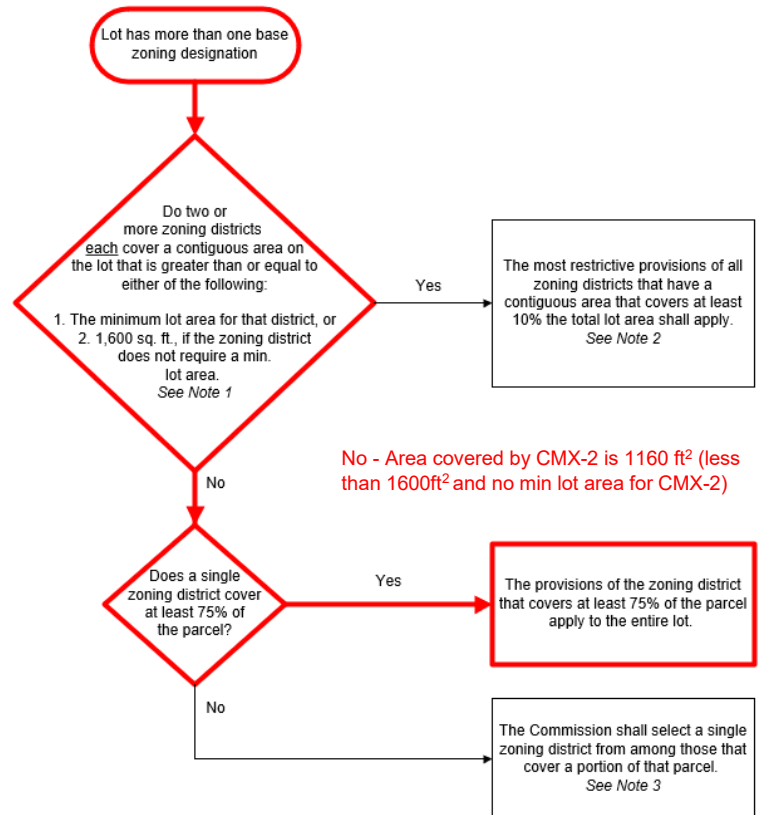 Lot has more than one base
zoning designation
Do two or
more zoning districts
each cover a contiguous area on
the lot that is greater than or equal to
either of the following:
1. The minimum lot area for that district, or
2. 1,600 sq. ft., if the zoning district
does not require a min.
lot area.
See Note 1
Yes
The most restrictive provisions of all
zoning districts that have a
contiguous area that covers at least
10% the total lot area shall apply.
See Note 2
No
No - Area covered by CMX-2 is 1160 ft² (less
than 1600ft² and no min lot area for CMX-2)
Does a single
zoning district cover
at least 75% of
the parcel?
Yes
The provisions of the zoning district
that covers at least 75% of the parcel
apply to the entire lot.
No
The Commission shall select a single
zoning district from among those that
cover a portion of that parcel.
See Note 3